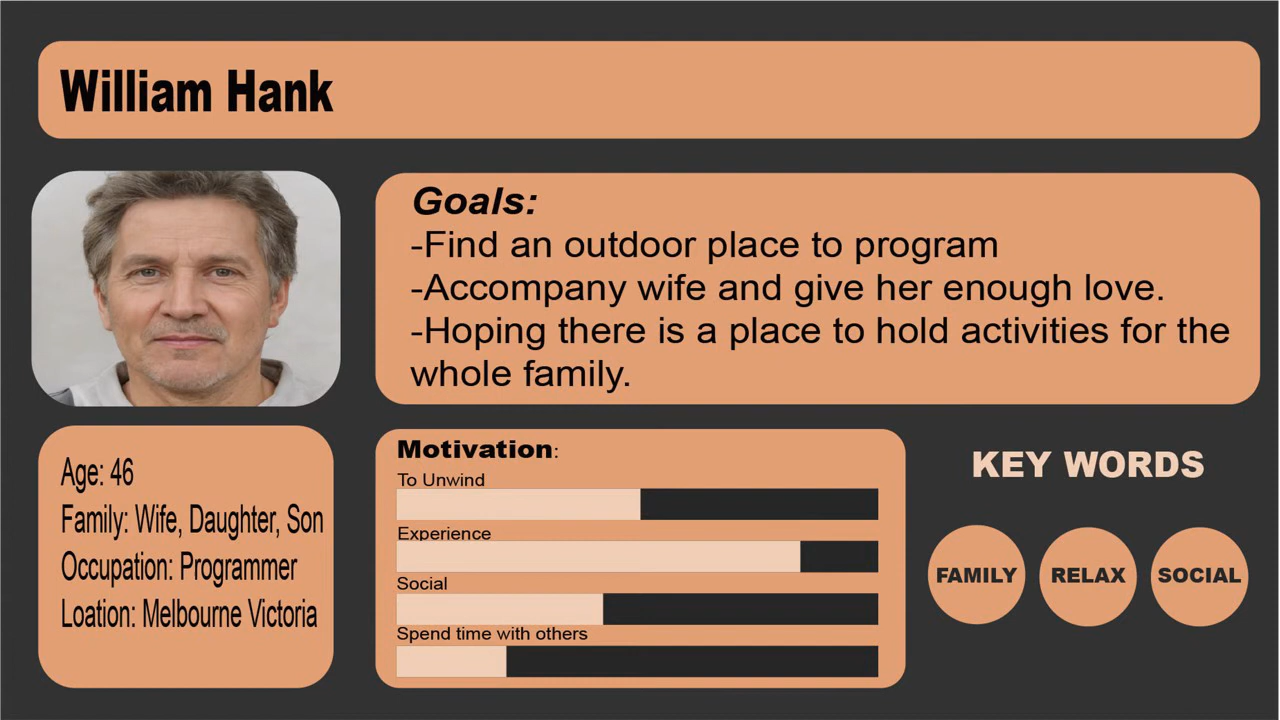 William Hank
Goals:
-Find an outdoor place to program
-Accompany wife and give her enough love.
-Hoping there is a place to hold activities for the
whole family.
Age: 46
Family: Wife, Daughter, Son
Occupation: Programmer
Loation: Melbourne Victoria
Motivation:
To Unwind
Experience
Social
Spend time with others
KEY WORDS
FAMILY
RELAX
SOCIAL